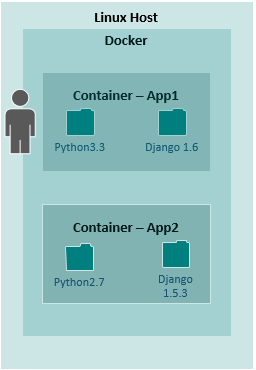 Linux Host
Docker
Container – App1
Python3.3
Django 1.6
Container – App2
Python2.7
Django
1.5.3